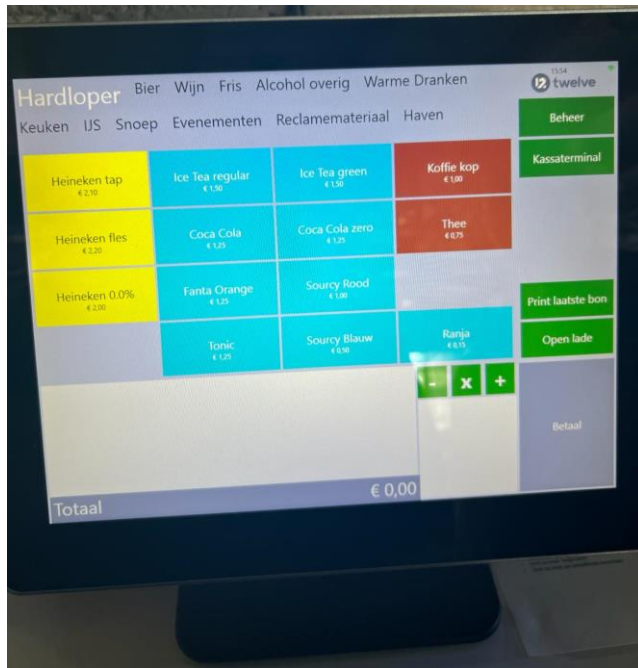 15:54
12 twelve
Hardloper Bier Wijn Fris Alcohol overig Warme Dranken
Keuken IJS Snoep Evenementen Reclamemateriaal Haven
Beheer
Kassaterminal
Heineken tap
€ 2,10
Ice Tea regular
€ 1,50
Ice Tea green
€ 1,50
Koffie kop
€ 1,00
Heineken fles
€ 2,20
Coca Cola
€ 1,25
Coca Cola zero
€ 1,25
Thee
€ 0,75
Heineken 0.0%
€ 2,00
Fanta Orange
€ 1,25
Sourcy Rood
€ 1,00
Print laatste bon
Tonic
€ 1,25
Sourcy Blauw
€ 0,50
Ranja
€ 0,15
Open lade
- x +
Betaal
Totaal € 0,00